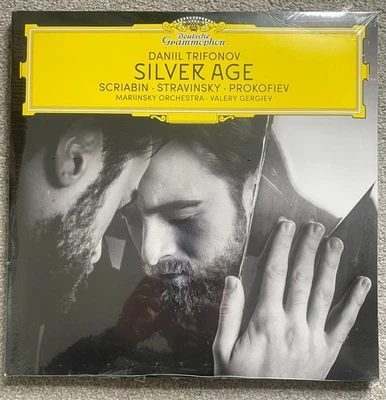 Deutsche
Grammophon
DANIIL TRIFONOV
SILVER AGE
SCRIABIN · STRAVINSKY · PROKOFIEV
MARIINSKY ORCHESTRA · VALERY GERGIEV